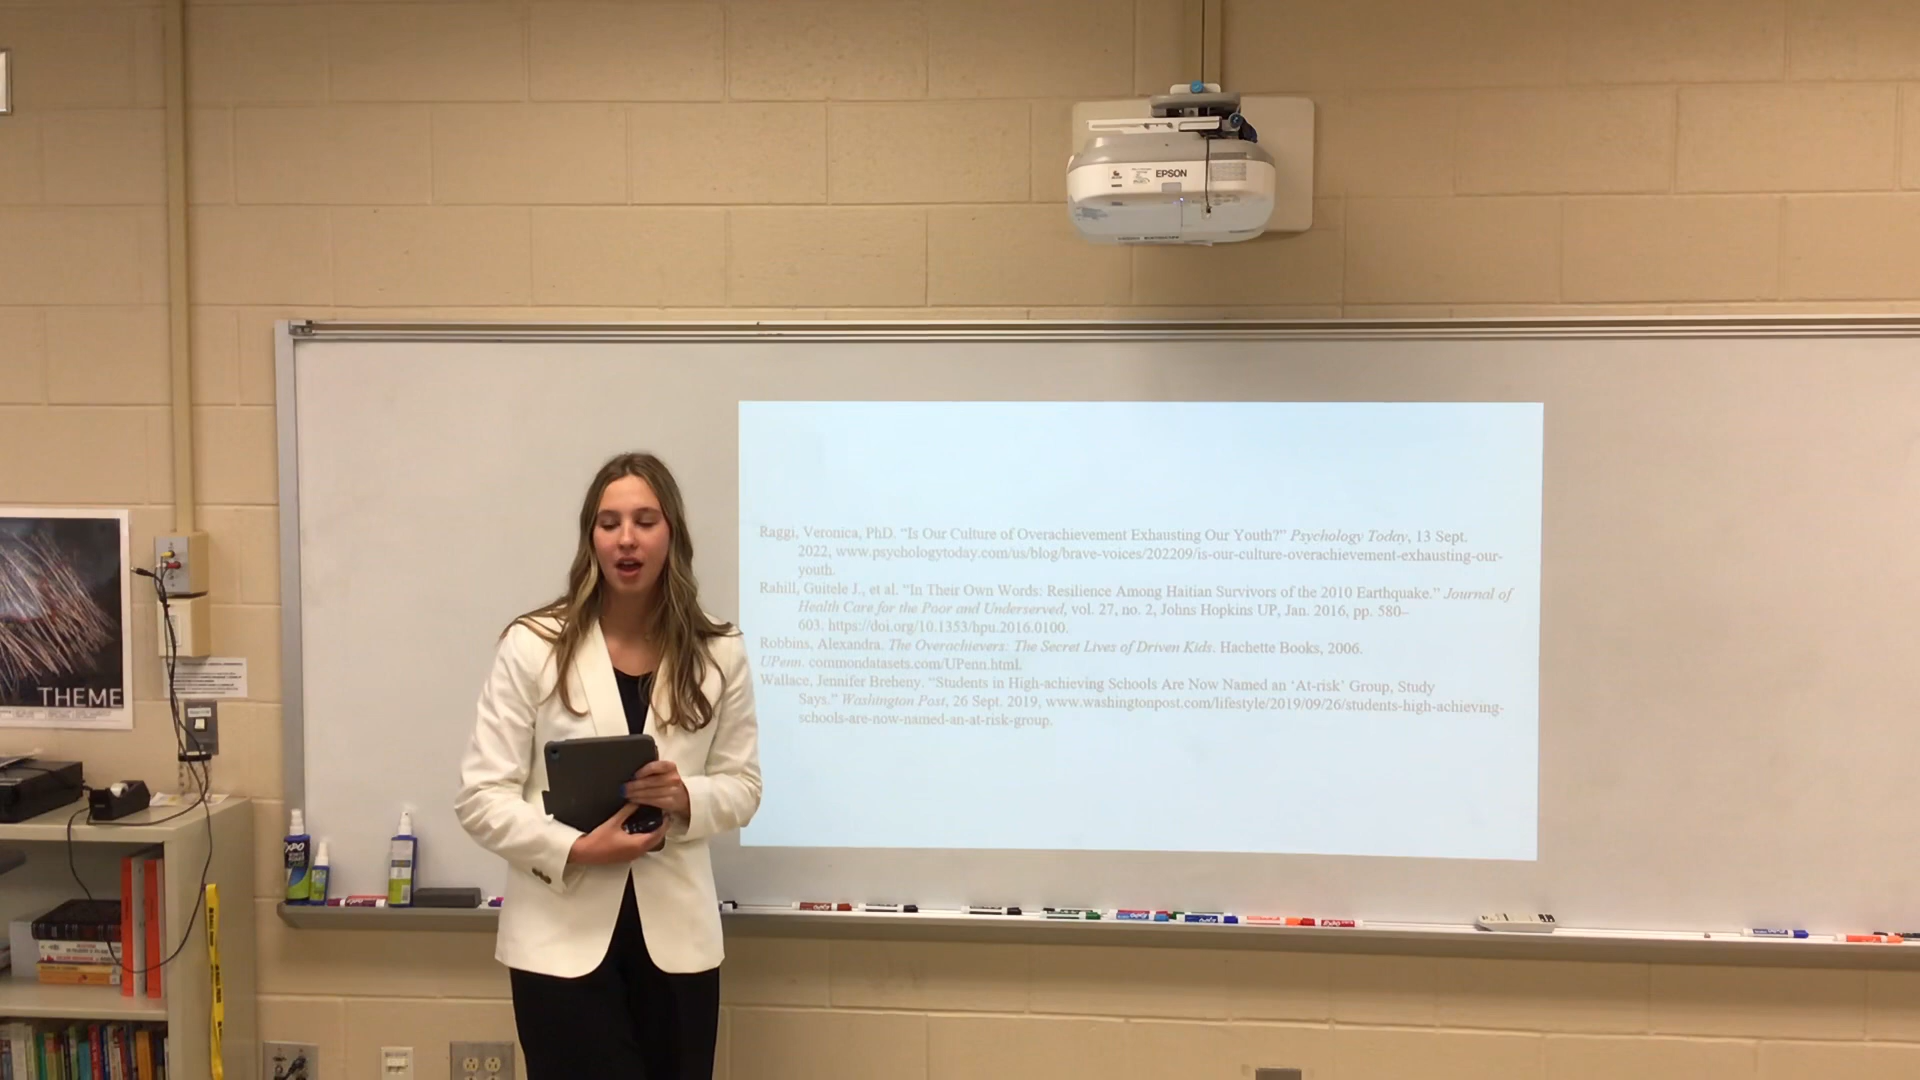 EPSON
Raggi, Veronica, PhD. “Is Our Culture of Overachievement Exhausting Our Youth?” Psychology Today, 13 Sept.
2022, www.psychologytoday.com/us/blog/brave-voices/202209/is-our-culture-overachievement-exhausting-our-
youth.
Rahill, Guitele J., et al. “In Their Own Words: Resilience Among Haitian Survivors of the 2010 Earthquake.” Journal of
Health Care for the Poor and Underserved, vol. 27, no. 2, Johns Hopkins UP, Jan. 2016, pp. 580–
603. https://doi.org/10.1353/hpu.2016.0100.
Robbins, Alexandra. The Overachievers: The Secret Lives of Driven Kids. Hachette Books, 2006.
UPenn. commondatasets.com/UPenn.html.
Wallace, Jennifer Breheny. “Students in High-achieving Schools Are Now Named an ‘At-risk’ Group, Study
Says.” Washington Post, 26 Sept. 2019, www.washingtonpost.com/lifestyle/2019/09/26/students-high-achieving-
schools-are-now-named-an-at-risk-group.
THEME